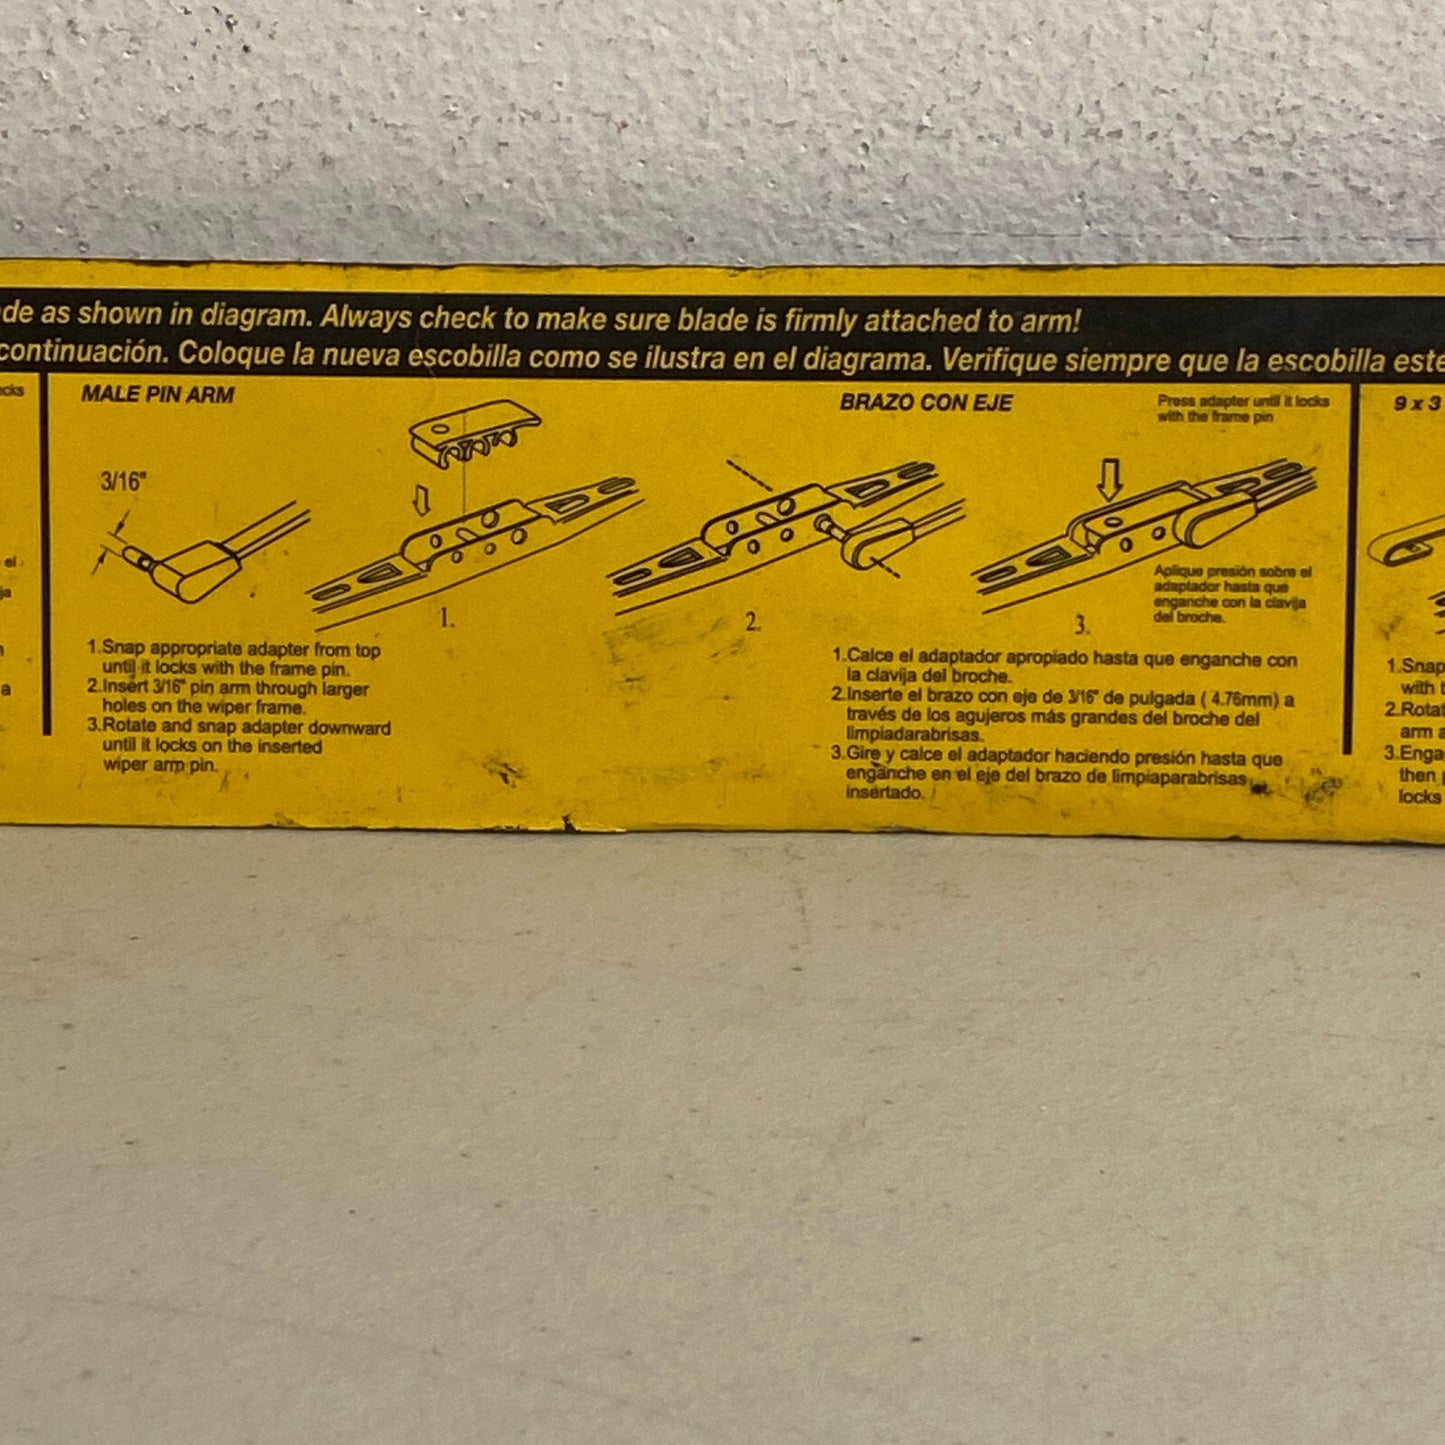 de as shown in diagram. Always check to make sure blade is firmly attached to arm!
continuación. Coloque la nueva escobilla como se ilustra en el diagrama. Verifique siempre que la escobilla este
MALE PIN ARM
3/16"
1.
2.
3.
1.Snap appropriate adapter from top
until it locks with the frame pin.
2.Insert 3/16" pin arm through larger
holes on the wiper frame.
3.Rotate and snap adapter downward
until it locks on the inserted
wiper arm pin.
BRAZO CON EJE
Press adapter until it locks
with the frame pin
Aplique presión sobre el
adaptador hasta que
enganche con la clavija
del broche.
1.Calce el adaptador apropiado hasta que enganche con
la clavija del broche.
2.Inserte el brazo con eje de 3/16" de pulgada ( 4.76mm) a
través de los agujeros más grandes del broche del
limpiadarabrisas.
3.Gire y calce el adaptador haciendo presión hasta que
enganche en el eje del brazo de limpiaparabrisas
insertado.
9 x 3
1.Snap
with
2.Rotat
arm a
3.Enga
then
locks